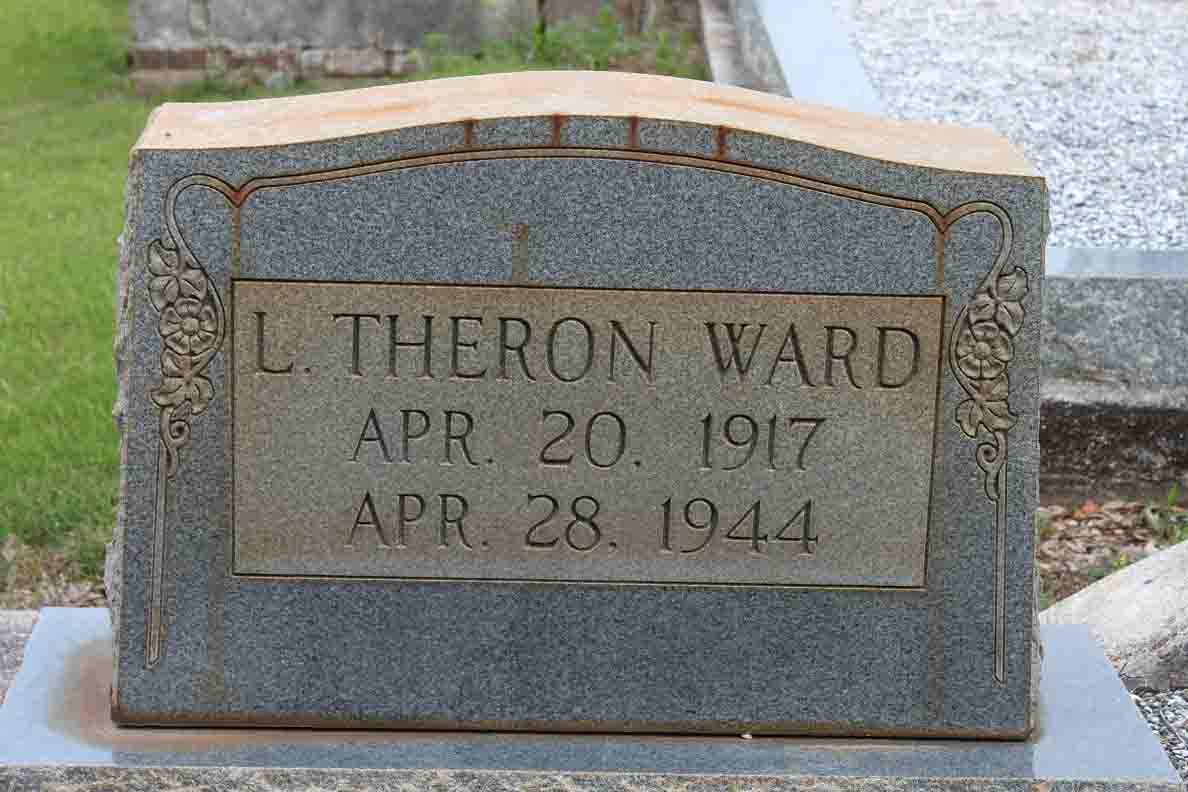 L. THERON WARD
APR. 20. 1917
APR. 28. 1944